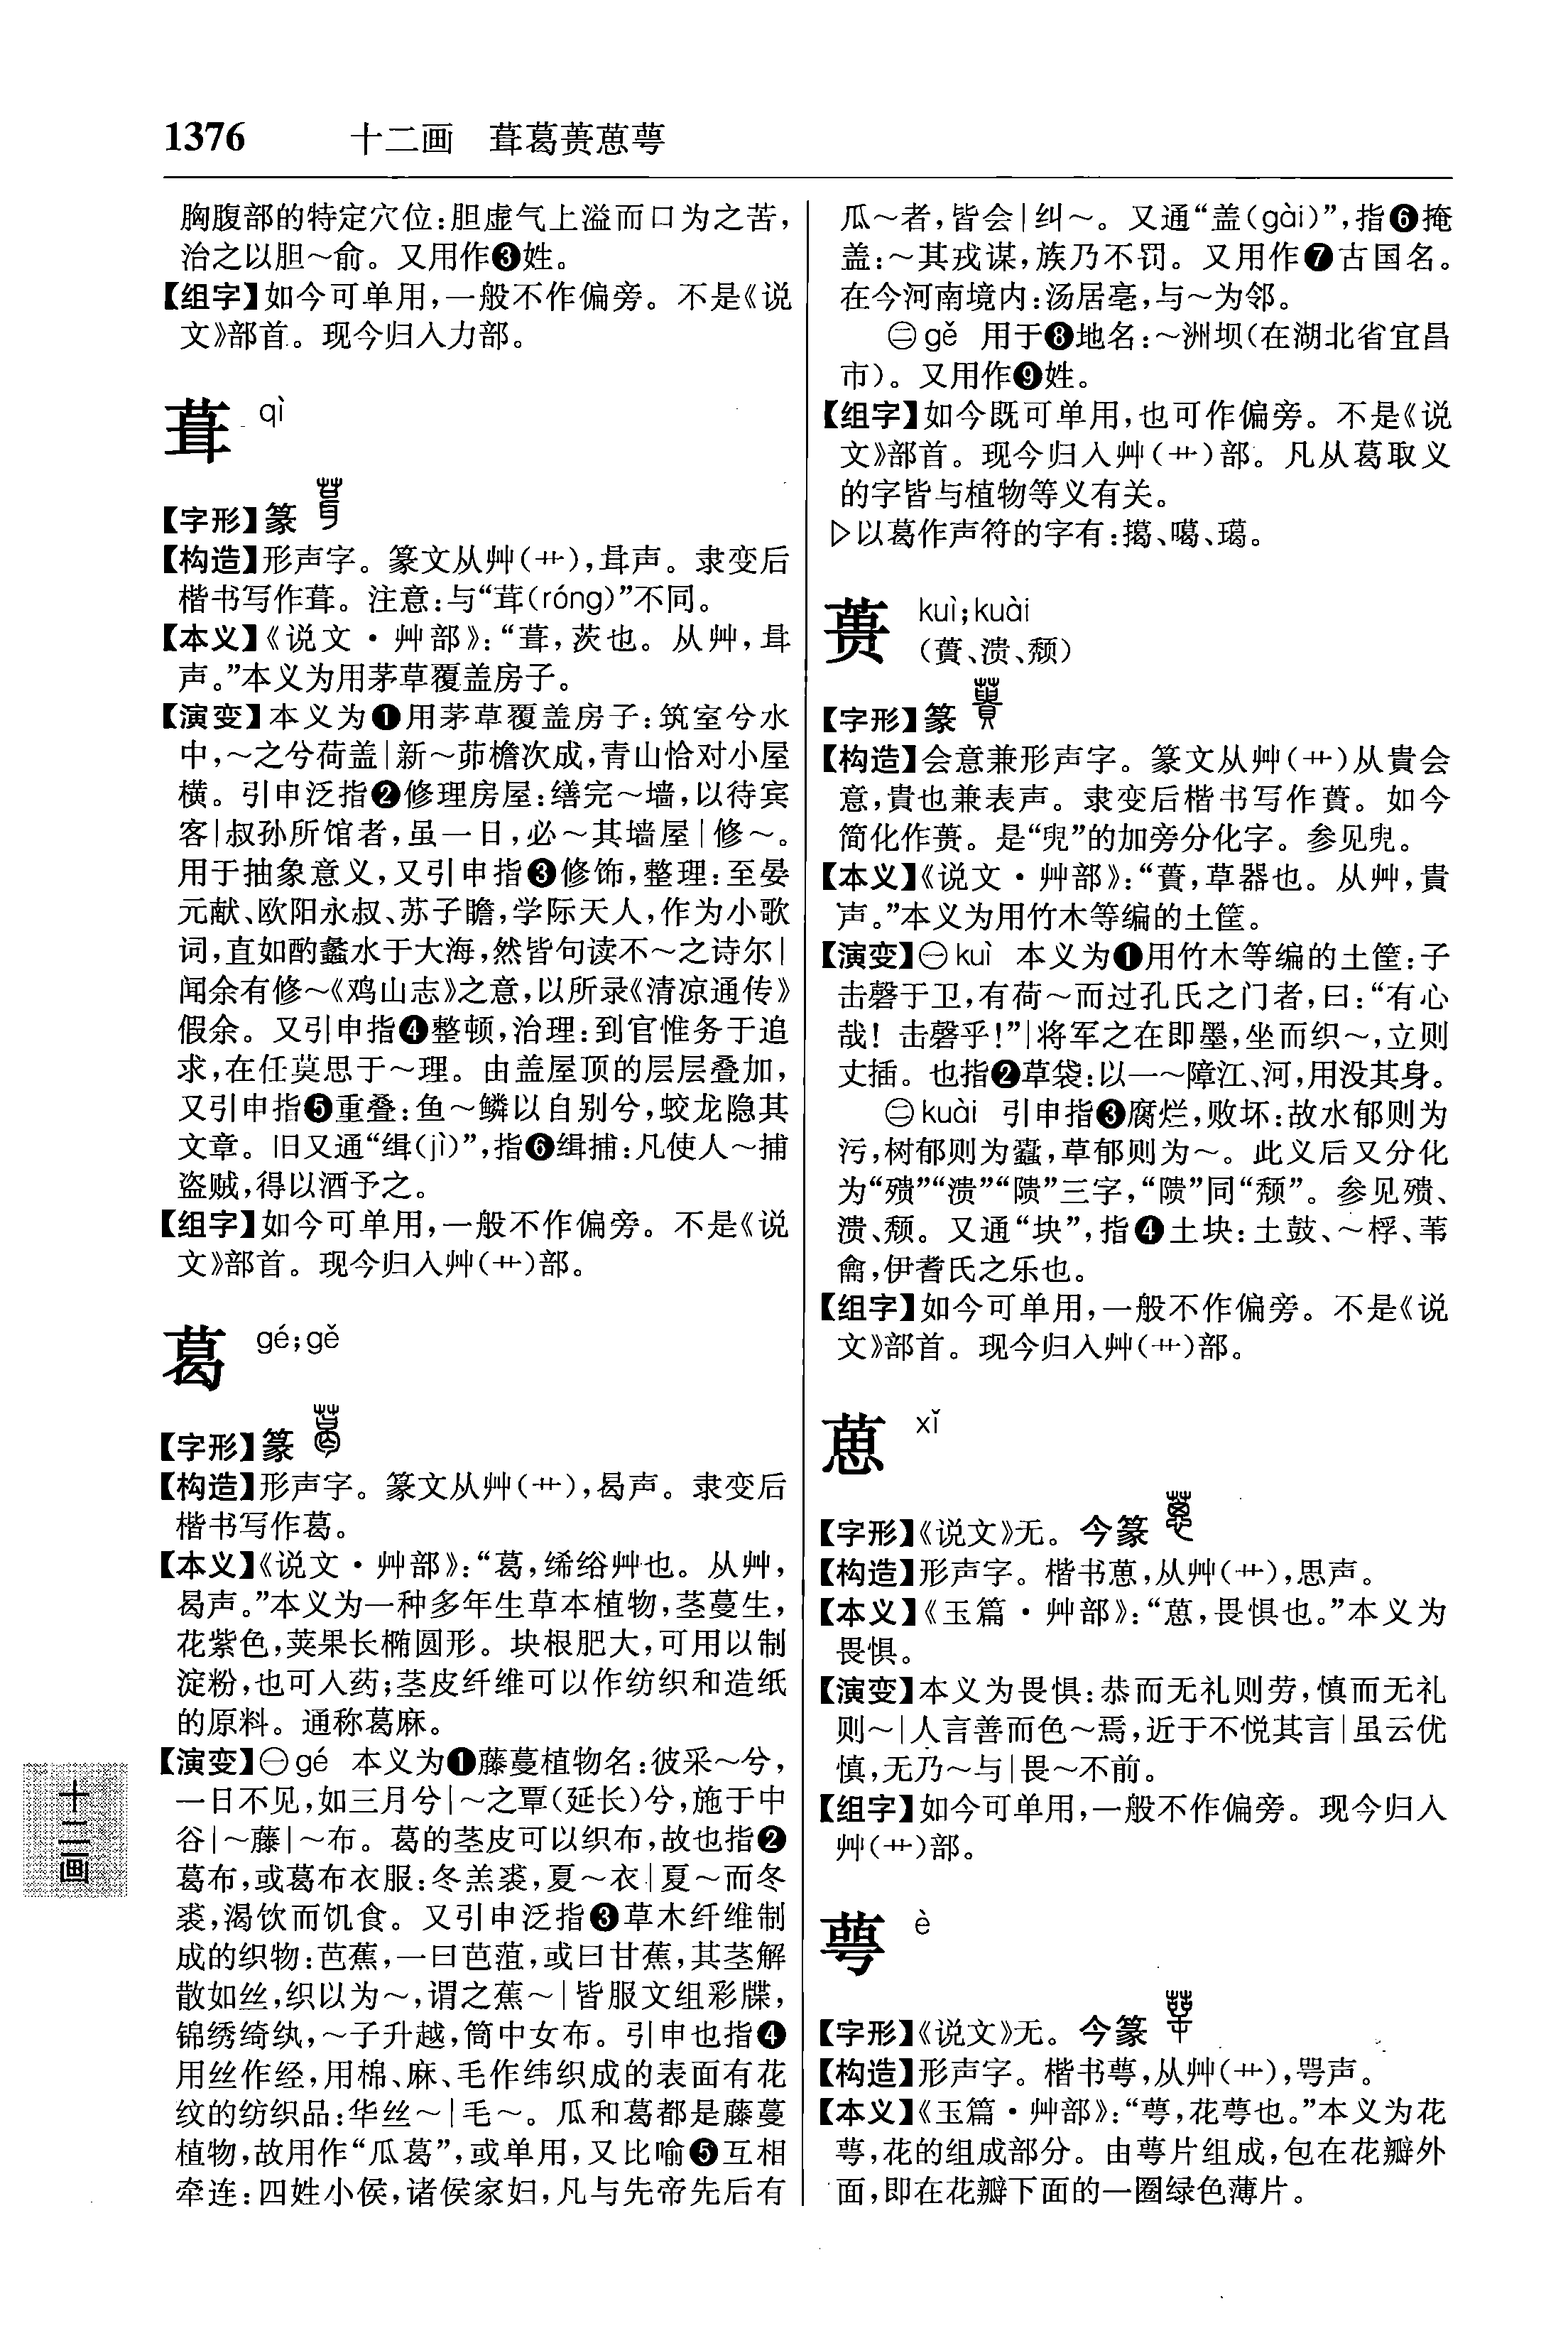 1376 十二画 葺葛蒉葸萼
胸腹部的特定穴位:胆虚气上溢而口为之苦,
治之以胆～俞。又用作❸姓。
【组字】如今可单用,一般不作偏旁。不是《说
文》部首。现今归入力部。
葺 qì
【字形】篆
【构造】形声字。篆文从艸(艹),咠声。隶变后
楷书写作葺。注意:与“茸(róng)”不同。
【本义】《说文·艸部》:“葺,茨也。从艸,咠
声。”本义为用茅草覆盖房子。
【演变】本义为❶用茅草覆盖房子:筑室兮水
中,～之兮荷盖|新～茆檐次成,青山恰对小屋
横。引申泛指❷修理房屋:缮完～墙,以待宾
客|叔孙所馆者,虽一日,必～其墙屋|修～。
用于抽象意义,又引申指❸修饰,整理:至晏
元献、欧阳永叔、苏子瞻,学际天人,作为小歌
词,直如酌蠡水于大海,然皆句读不～之诗尔|
闻余有修～《鸡山志》之意,以所录《清凉通传》
假余。又引申指❹整顿,治理:到官惟务于追
求,在任莫思于～理。由盖屋顶的层层叠加,
又引申指❺重叠:鱼～鳞以自别兮,蛟龙隐其
文章。旧又通“缉(jī)”,指❻缉捕:凡使人～捕
盗贼,得以酒予之。
【组字】如今可单用,一般不作偏旁。不是《说
文》部首。现今归入艸(艹)部。
葛 gé;gě
【字形】篆
【构造】形声字。篆文从艸(艹),曷声。隶变后
楷书写作葛。
【本义】《说文·艸部》:“葛,絺绤艸也。从艸,
曷声。”本义为一种多年生草本植物,茎蔓生,
花紫色,荚果长椭圆形。块根肥大,可用以制
淀粉,也可入药;茎皮纤维可以作纺织和造纸
的原料。通称葛麻。
【演变】㊀gé 本义为❶藤蔓植物名:彼采～兮,
一日不见,如三月兮|～之覃(延长)兮,施于中
谷|～藤|～布。葛的茎皮可以织布,故也指❷
葛布,或葛布衣服:冬羔裘,夏～衣|夏～而冬
裘,渴饮而饥食。又引申泛指❸草木纤维制
成的织物:芭蕉,一曰芭菹,或曰甘蕉,其茎解
散如丝,织以为～,谓之蕉～|皆服文组彩牒,
锦绣绮纨,～子升越,筒中女布。引申也指❹
用丝作经,用棉、麻、毛作纬织成的表面有花
纹的纺织品:华丝～|毛～。瓜和葛都是藤蔓
植物,故用作“瓜葛”,或单用,又比喻❺互相
牵连:四姓小侯,诸侯家妇,凡与先帝先后有
瓜～者,皆会|纠～。又通“盖(gài)”,指❻掩
盖:～其戎谋,族乃不罚。又用作❼古国名。
在今河南境内:汤居亳,与～为邻。
㊁gě 用于❽地名:～洲坝(在湖北省宜昌
市)。又用作❾姓。
【组字】如今既可单用,也可作偏旁。不是《说
文》部首。现今归入艸(艹)部。凡从葛取义
的字皆与植物等义有关。
▷以葛作声符的字有:擖、噶、璃。
蒉 kuì;kuài
(蕢、溃、颓)
【字形】篆
【构造】会意兼形声字。篆文从艸(艹)从貴会
意,貴也兼表声。隶变后楷书写作蕢。如今
简化作蒉。是“臾”的加旁分化字。参见臾。
【本义】《说文·艸部》:“蕢,草器也。从艸,貴
声。”本义为用竹木等编的土筐。
【演变】㊀kuì 本义为❶用竹木等编的土筐:子
击磬于卫,有荷～而过孔氏之门者,曰:“有心
哉!击磬乎!”|将军之在即墨,坐而织～,立则
丈插。也指❷草袋:以一～障江、河,用没其身。
㊁kuài 引申指❸腐烂,败坏:故水郁则为
污,树郁则为蠹,草郁则为～。此义后又分化
为“殨”“溃”“隤”三字,“隤”同“颓”。参见殨、
溃、颓。又通“块”,指❹土块:土鼓、～桴、苇
籥,伊耆氏之乐也。
【组字】如今可单用,一般不作偏旁。不是《说
文》部首。现今归入艸(艹)部。
葸 xǐ
【字形】《说文》无。今篆
【构造】形声字。楷书葸,从艸(艹),思声。
【本义】《玉篇·艸部》:“葸,畏惧也。”本义为
畏惧。
【演变】本义为畏惧:恭而无礼则劳,慎而无礼
则～|人言善而色～焉,近于不悦其言|虽云优
慎,无乃～与|畏～不前。
【组字】如今可单用,一般不作偏旁。现今归入
艸(艹)部。
萼 è
【字形】《说文》无。今篆
【构造】形声字。楷书萼,从艸(艹),咢声。
【本义】《玉篇·艸部》:“萼,花萼也。”本义为花
萼,花的组成部分。由萼片组成,包在花瓣外
面,即在花瓣下面的一圈绿色薄片。
十二画